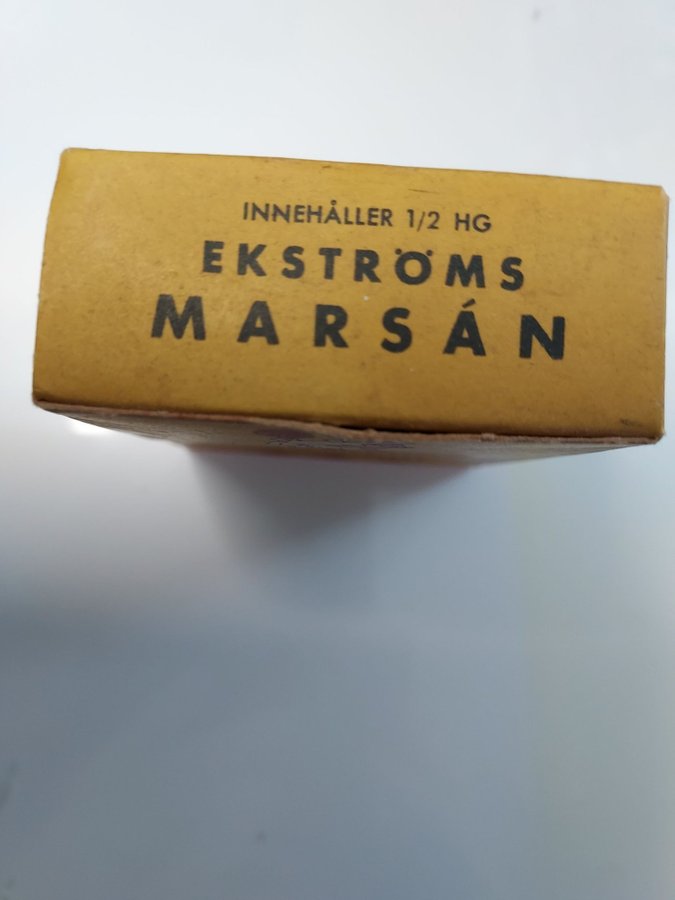 INNEHÅLLER 1/2 HG
EKSTRÖMS
MARSÁN